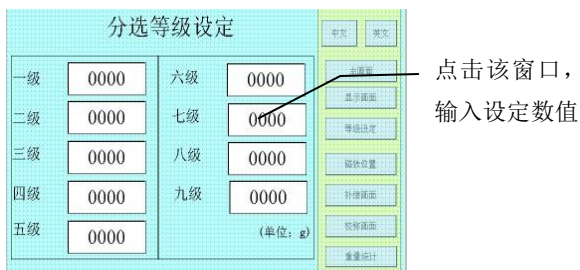 分选等级设定
中文 英文
一级 0000 六级 0000
二级 0000 七级 0000
三级 0000 八级 0000
四级 0000 九级 0000
五级 0000 (单位：g)
主画面
显示画面
等级设定
磁铁位置
补偿画面
校称画面
重量统计
点击该窗口，
输入设定数值